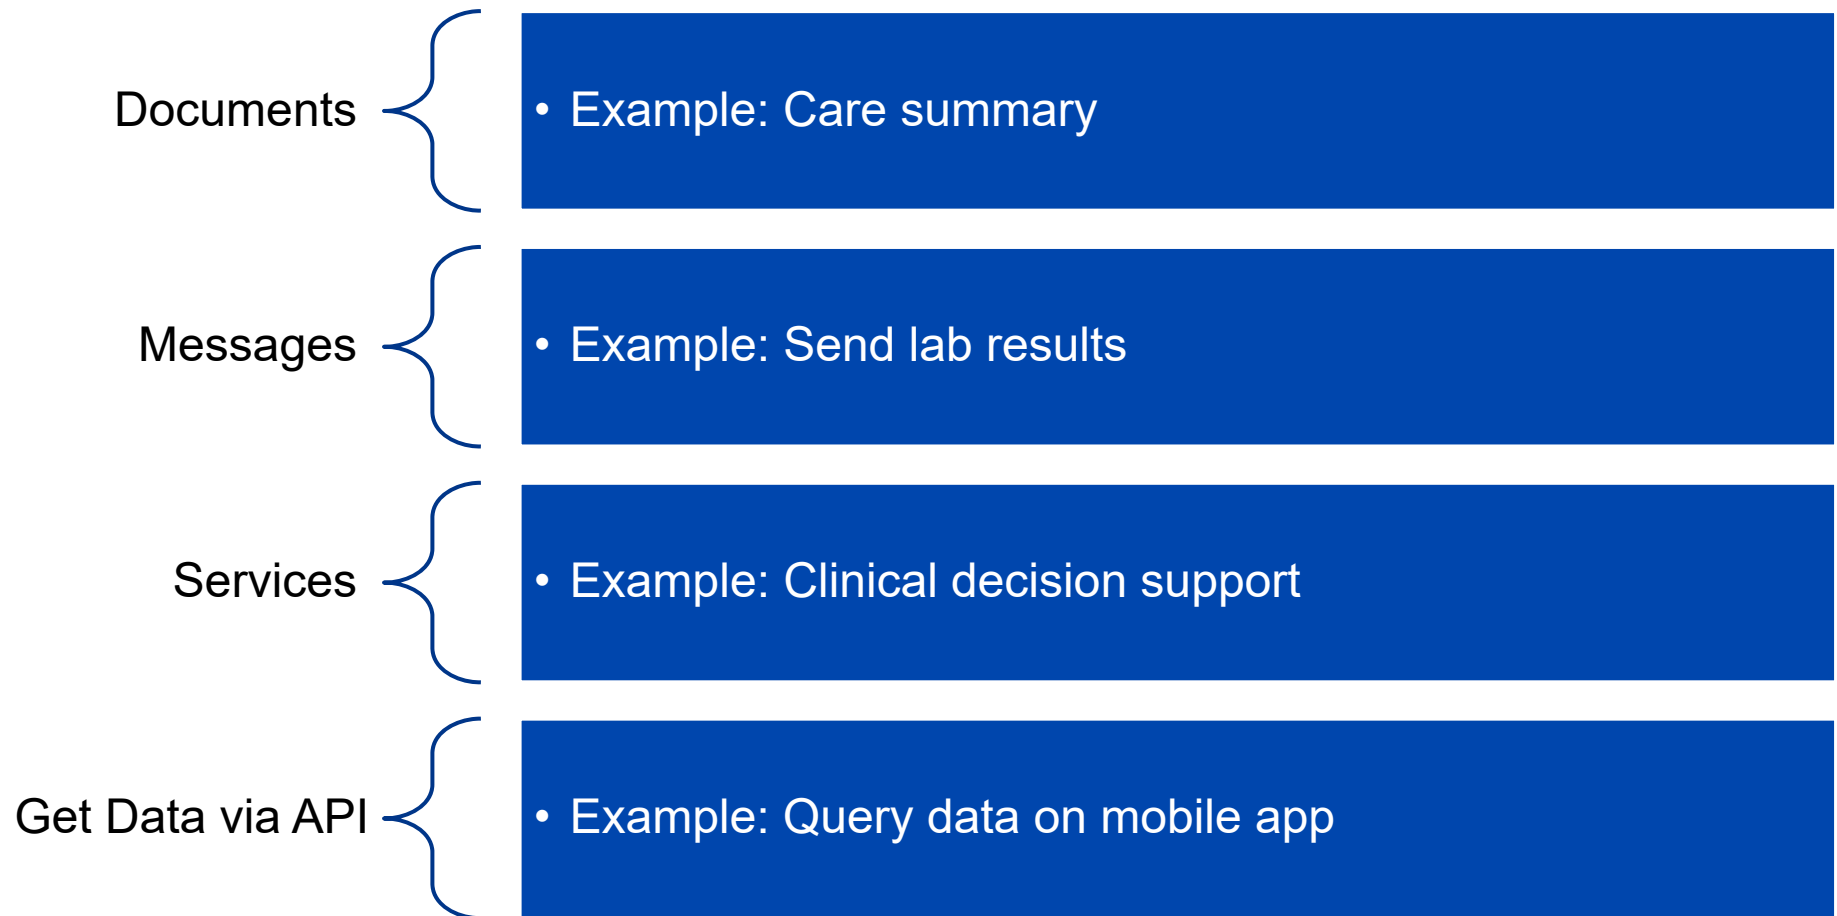 Documents
• Example: Care summary
Messages
• Example: Send lab results
Services
• Example: Clinical decision support
Get Data via API
• Example: Query data on mobile app